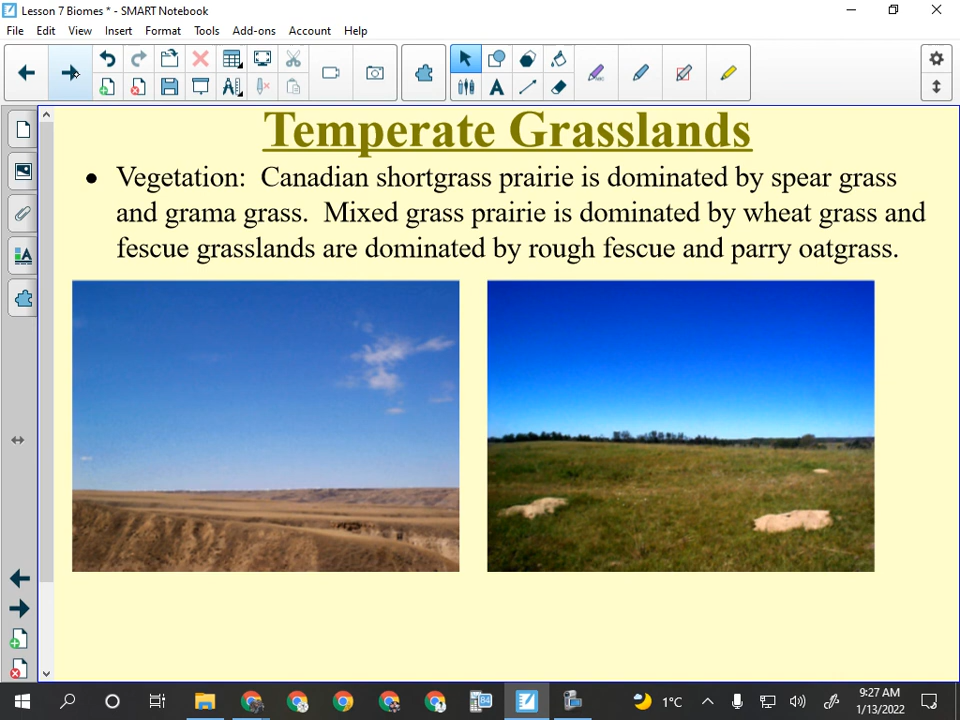 Lesson 7 Biomes * - SMART Notebook
File Edit View Insert Format Tools Add-ons Account Help
Temperate Grasslands
• Vegetation: Canadian shortgrass prairie is dominated by spear grass
and grama grass. Mixed grass prairie is dominated by wheat grass and
fescue grasslands are dominated by rough fescue and parry oatgrass.
1°C
9:27 AM
1/13/2022